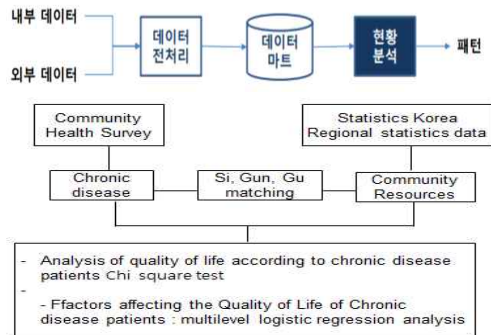 내부 데이터
외부 데이터
데이터
전처리
데이터
마트
현황
분석
패턴
Community
Health Survey
Statistics Korea
Regional statistics data
Chronic
disease
Si, Gun, Gu
matching
Community
Resources
- Analysis of quality of life according to chronic disease
patients Chi square test
-
- Ffactors affecting the Quality of Life of Chronic
disease patients : multilevel logistic regression analysis